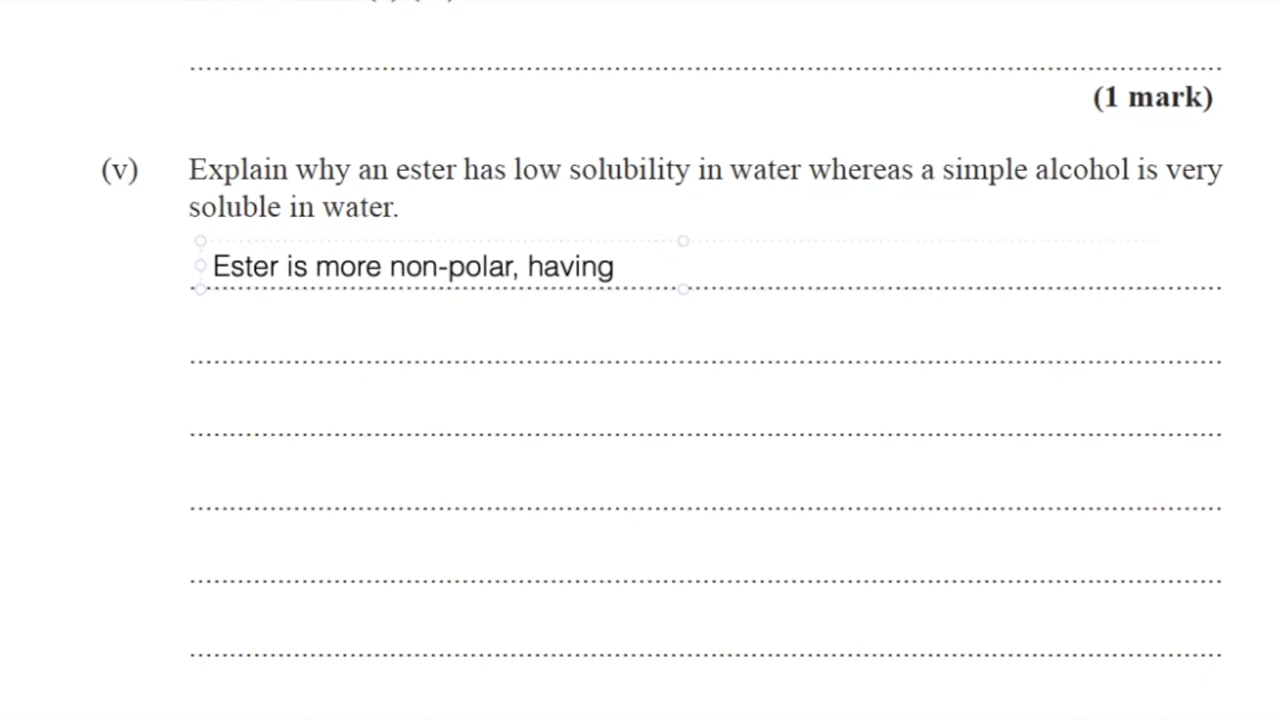 (1 mark)
(v) Explain why an ester has low solubility in water whereas a simple alcohol is very
soluble in water.
Ester is more non-polar, having